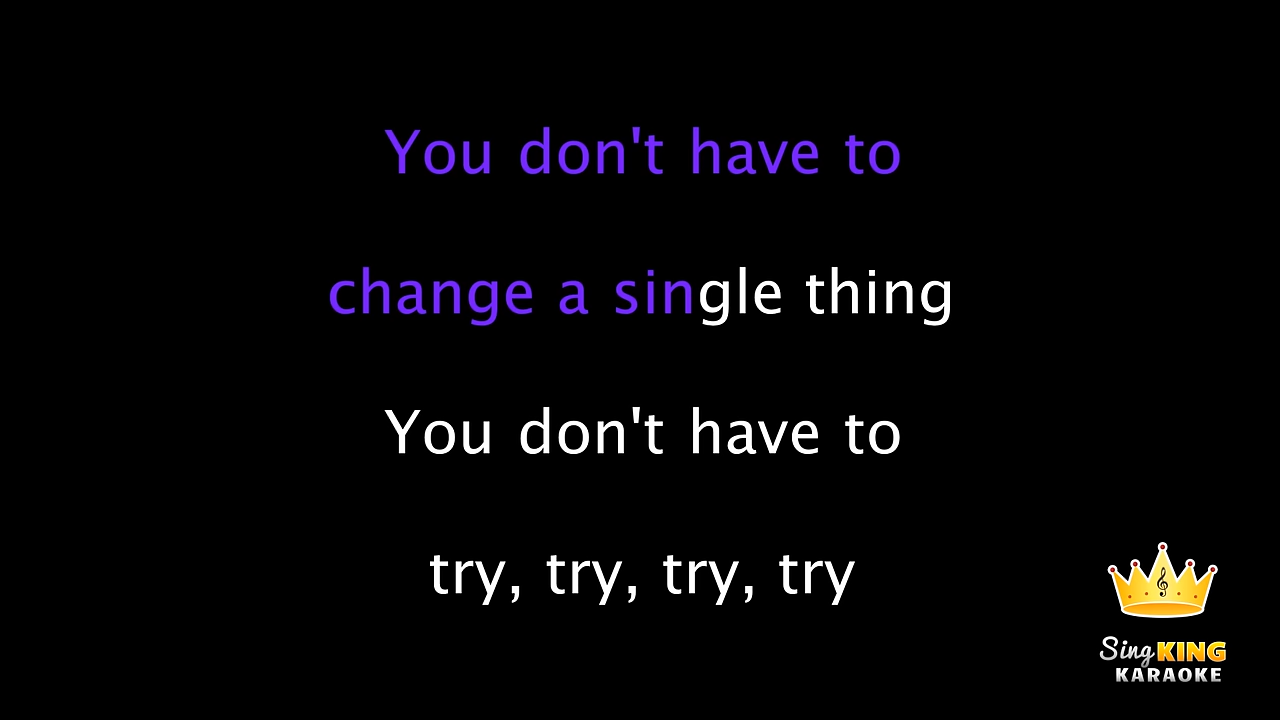 You don't have to
change a single thing
You don't have to
try, try, try, try
Sing KING
KARAOKE